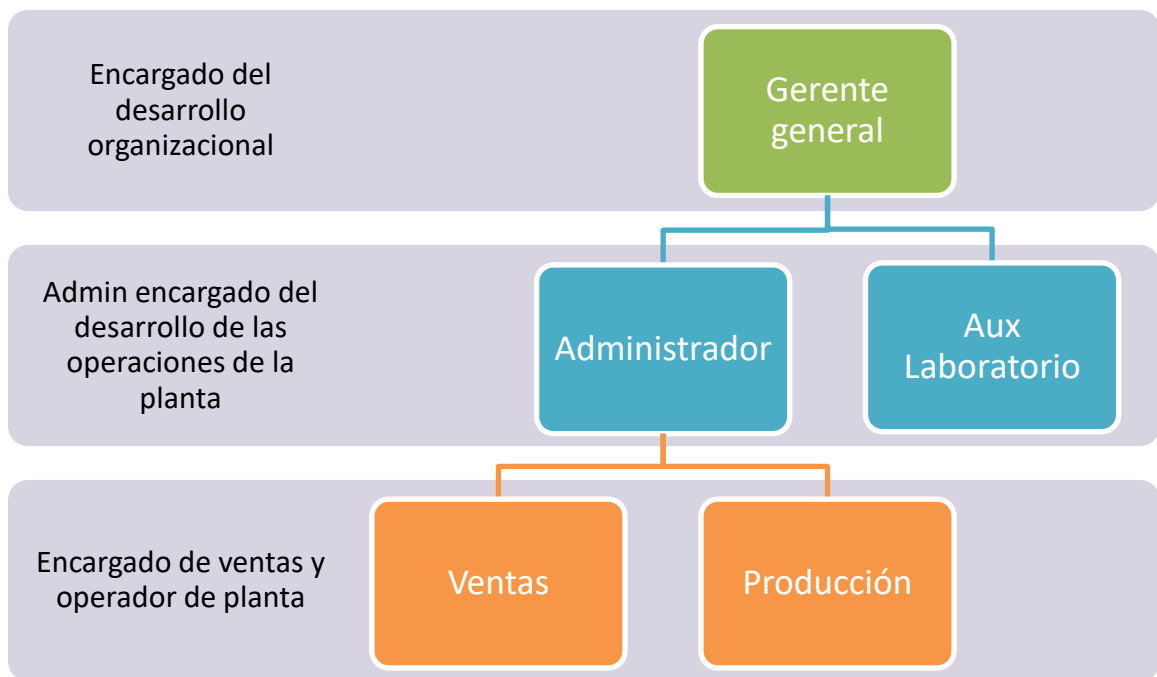 Encargado del
desarrollo
organizacional
Gerente
general
Admin encargado del
desarrollo de las
operaciones de la
planta
Administrador
Aux
Laboratorio
Encargado de ventas y
operador de planta
Ventas
Producción